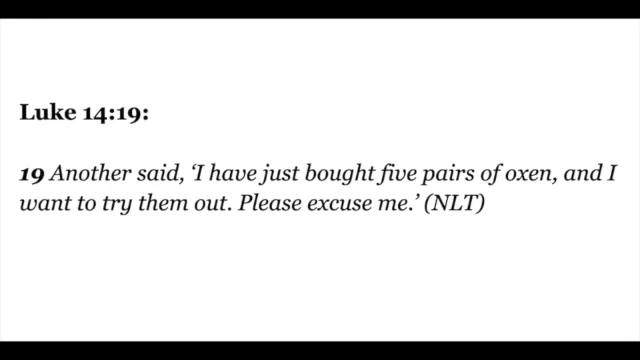 Luke 14:19:
19 Another said, ‘I have just bought five pairs of oxen, and I
want to try them out. Please excuse me.’ (NLT)